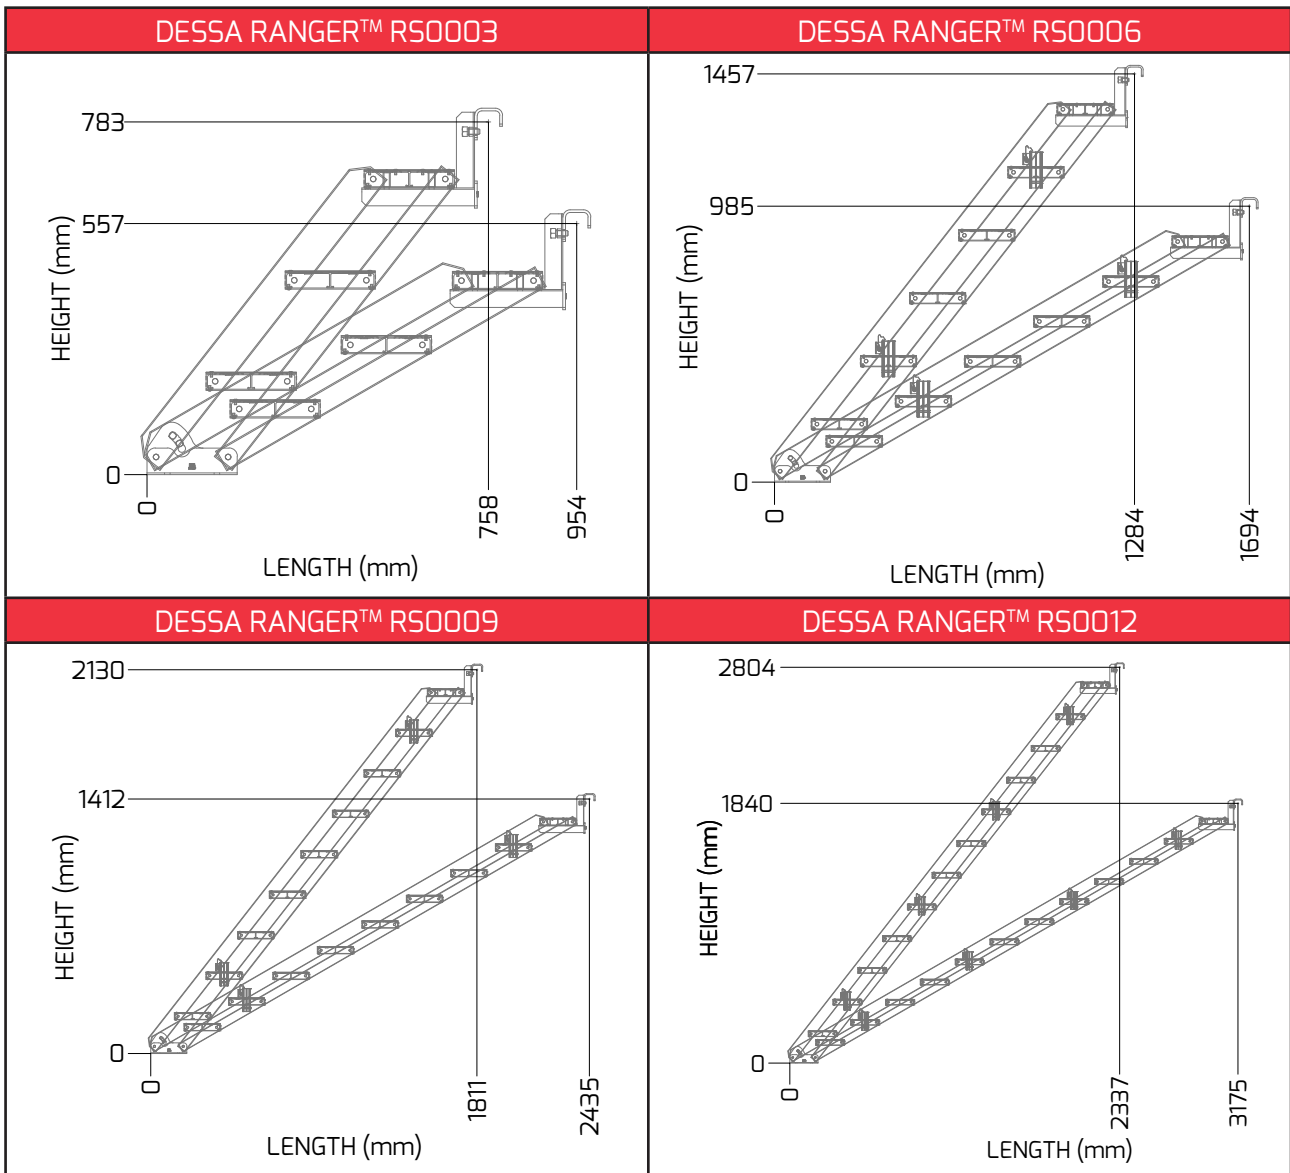 DESSA RANGER™ RS0003
783
557
0
HEIGHT (mm)
0
758
954
LENGTH (mm)
DESSA RANGER™ RS0006
1457
985
0
HEIGHT (mm)
0
1284
1694
LENGTH (mm)
DESSA RANGER™ RS0009
2130
1412
0
HEIGHT (mm)
0
1811
2435
LENGTH (mm)
DESSA RANGER™ RS0012
2804
1840
0
HEIGHT (mm)
0
2337
3175
LENGTH (mm)